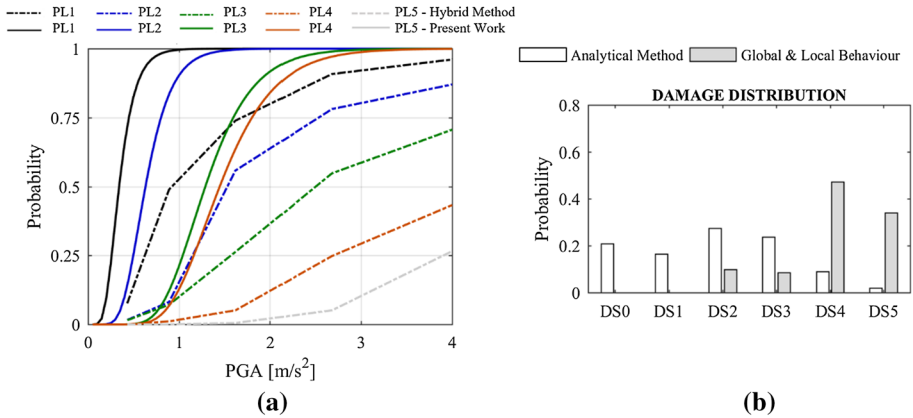 PL1 PL2 PL3 PL4 PL5 - Hybrid Method
PL1 PL2 PL3 PL4 PL5 - Present Work
1
0.75
0.5
0.25
0
Probability
0 1 2 3 4
PGA [m/s²]
(a)
Analytical Method Global & Local Behaviour
DAMAGE DISTRIBUTION
0.8
0.6
0.4
0.2
0
Probability
DS0 DS1 DS2 DS3 DS4 DS5
(b)